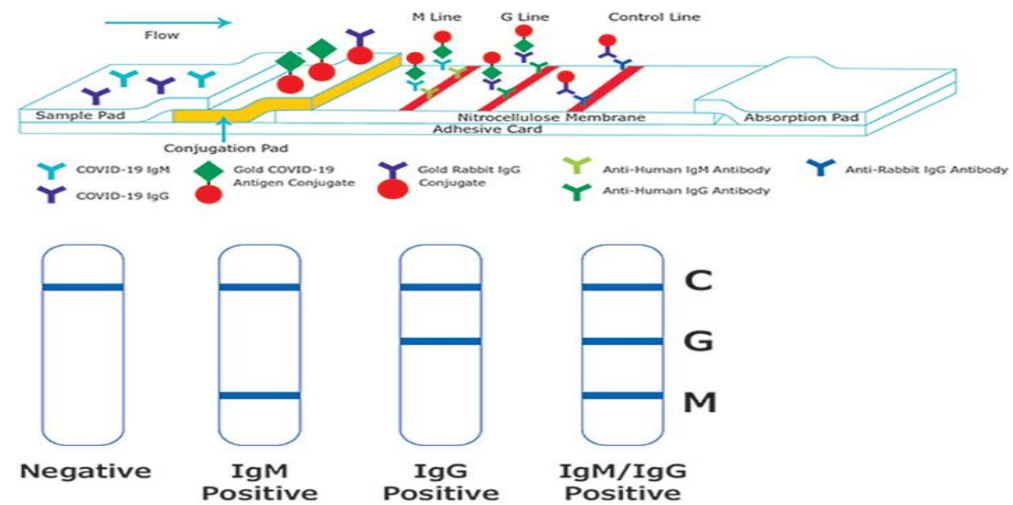 M Line G Line Control Line
Flow
Sample Pad
Nitrocellulose Membrane
Absorption Pad
Adhesive Card
Conjugation Pad
COVID-19 IgM
COVID-19 IgG
Gold COVID-19
Antigen Conjugate
Gold Rabbit IgG
Conjugate
Anti-Human IgM Antibody
Anti-Human IgG Antibody
Anti-Rabbit IgG Antibody
C
G
M
Negative
IgM
Positive
IgG
Positive
IgM/IgG
Positive